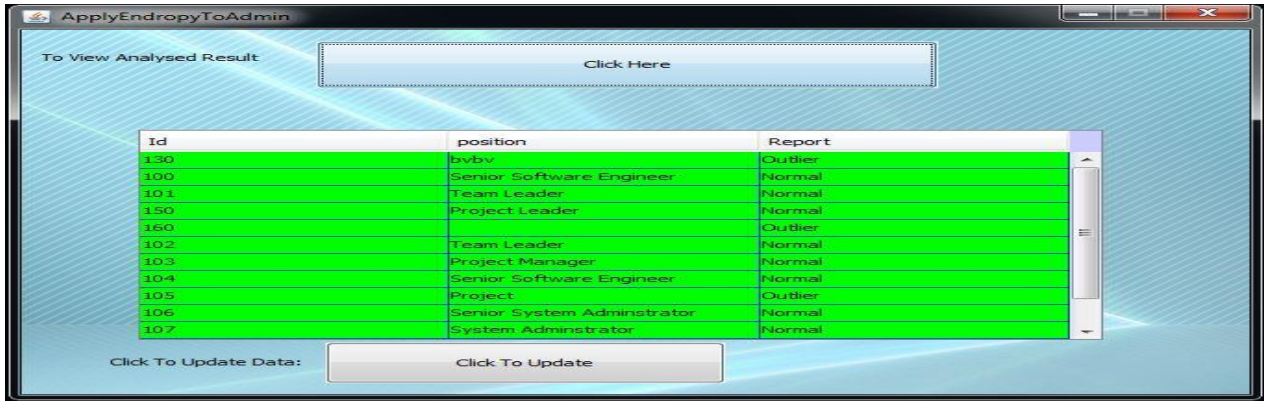 ApplyEndropyToAdmin
To View Analysed Result
Click Here
Id position Report
130 bvbv Outlier
100 Senior Software Engineer Normal
101 Team Leader Normal
150 Project Leader Normal
160 Outlier
102 Team Leader Normal
103 Project Manager Normal
104 Senior Software Engineer Normal
105 Project Outlier
106 Senior System Adminstrator Normal
107 System Adminstrator Normal
Click To Update Data:
Click To Update